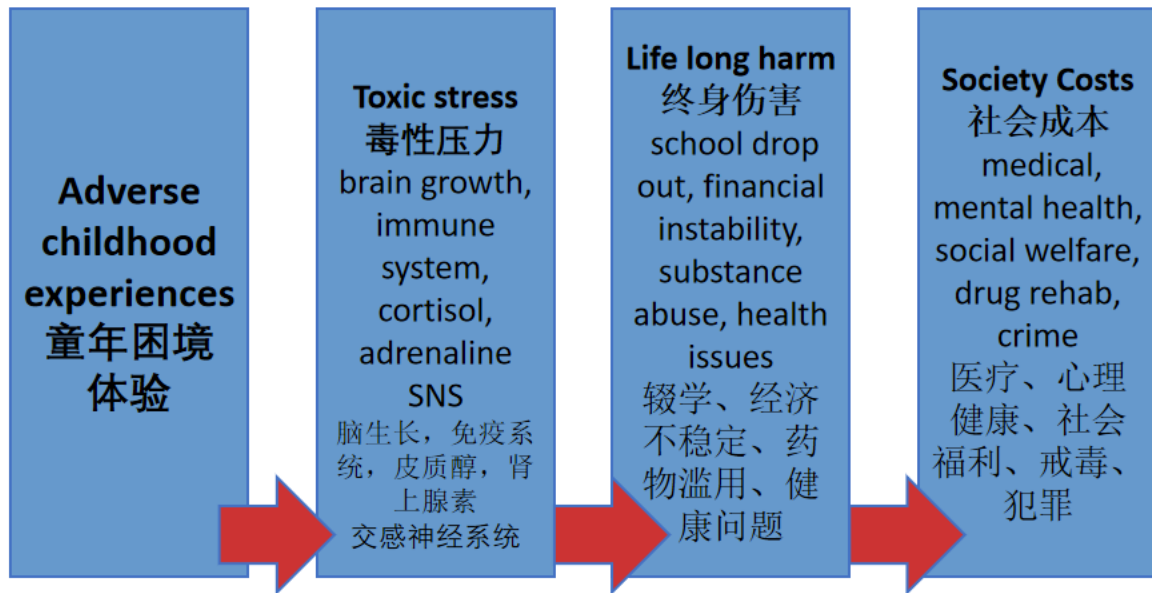 Adverse
childhood
experiences
童年困境
体验
Toxic stress
毒性压力
brain growth,
immune
system,
cortisol,
adrenaline
SNS
脑生长，免疫系
统，皮质醇，肾
上腺素
交感神经系统
Life long harm
终身伤害
school drop
out, financial
instability,
substance
abuse, health
issues
辍学、经济
不稳定、药
物滥用、健
康问题
Society Costs
社会成本
medical,
mental health,
social welfare,
drug rehab,
crime
医疗、心理
健康、社会
福利、戒毒、
犯罪